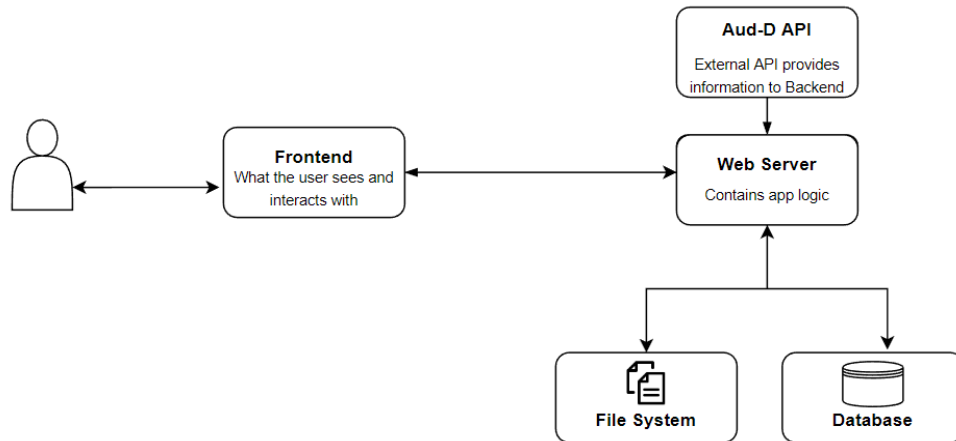 Aud-D API
External API provides
information to Backend
Frontend
What the user sees and
interacts with
Web Server
Contains app logic
File System
Database